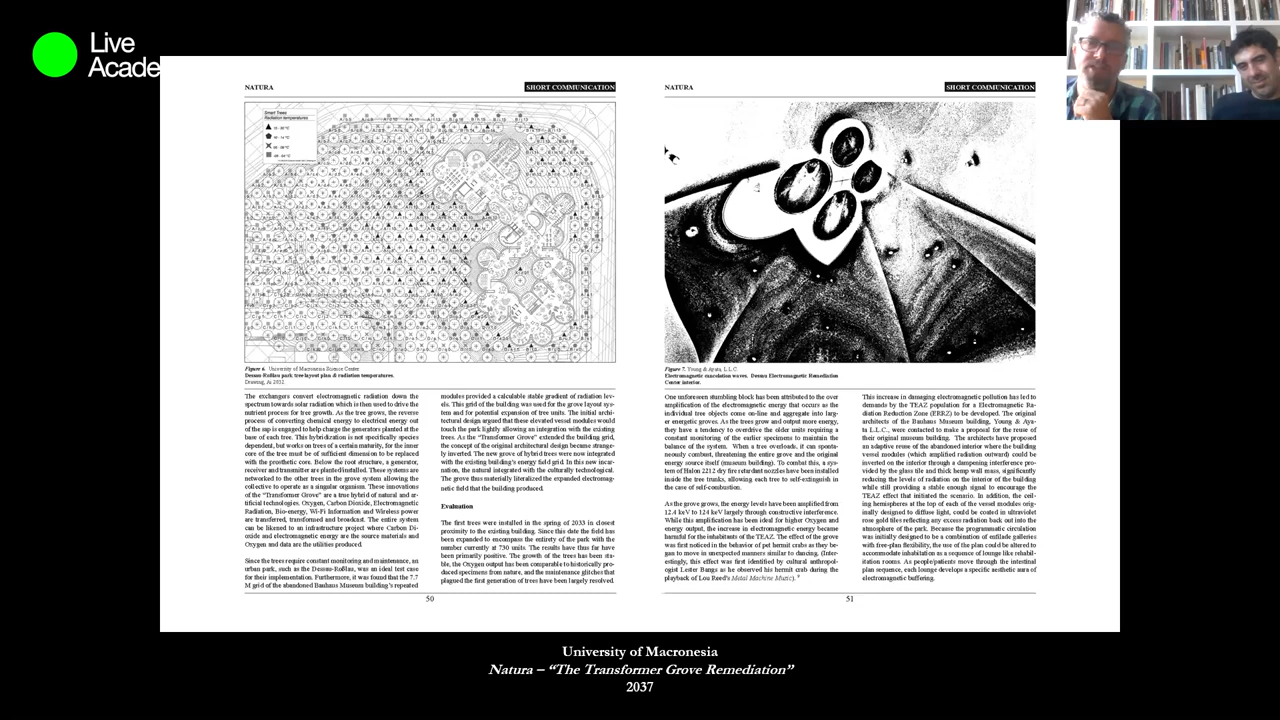 Live
Acade
NATURA
SHORT COMMUNICATION
Smart Trees
Radiation temperatures
Figure 6. University of Macronesia Science Center
Dessau-Roßlau park tree-layout plan & radiation temperatures.
Drawing, A1 2032
The exchangers convert electromagnetic radiation down the
spectrum towards solar radiation which is then used to drive the
nutrient process for tree growth. As the tree grows, the reverse
process of converting chemical energy to electrical energy out
of the sap is engaged to help charge the generators planted at the
base of each tree. This hybridization is not specifically species
dependent, but works on trees of a certain maturity, for the inner
core of the tree must be of sufficient dimension to be replaced
with the prosthetic core. Below the root structure, a generator,
receiver and transmitter are planted/installed. These systems are
networked to the other trees in the grove system allowing the
collective to operate as a singular organism. These innovations
of the “Transformer Grove” are a true hybrid of natural and ar-
tificial technologies. Oxygen, Carbon Dioxide, Electromagnetic
Radiation, Bio-energy, Wi-Fi Information and Wireless power
are transferred, transformed and broadcast. The entire system
can be likened to an infrastructure project where Carbon Di-
oxide and electromagnetic energy are the source materials and
Oxygen and data are the utilities produced.
Since the trees require constant monitoring and maintenance, an
urban park, such as the Dessau-Roßlau, was an ideal test case
for their implementation. Furthermore, it was found that the 7.7
M grid of the abandoned Bauhaus Museum building’s repeated
modules provided a calculable stable gradient of radiation lev-
els. This grid of the building was used for the grove layout sys-
tem and for potential expansion of tree units. The initial archi-
tectural design argued that these elevated vessel modules would
touch the park lightly allowing an integration with the existing
trees. As the “Transformer Grove” extended the building grid,
the concept of the original architectural design became strange-
ly inverted. The new grove of hybrid trees were now integrated
with the existing building’s energy field grid. In this new incar-
nation, the natural integrated with the culturally technological.
The grove thus materially literalized the expanded electromag-
netic field that the building produced.
Evaluation
The first trees were installed in the spring of 2033 in closest
proximity to the existing building. Since this date the field has
been expanded to encompass the entirety of the park with the
number currently at 730 units. The results have thus far have
been primarily positive. The growth of the trees has been sta-
ble, the Oxygen output has been comparable to historically pro-
duced specimens from nature, and the maintenance glitches that
plagued the first generation of trees have been largely resolved.
50
NATURA
SHORT COMMUNICATION
Figure 7. Young & Ayata, L.L.C.
Electromagnetic cancelation waves. Dessau Electromagnetic Remediation
Center interior.
One unforeseen stumbling block has been attributed to the over
amplification of the electromagnetic energy that occurs as the
individual tree objects come on-line and aggregate into larg-
er energetic groves. As the trees grow and output more energy,
they have a tendency to overdrive the older units requiring a
constant monitoring of the earlier specimens to maintain the
balance of the system. When a tree overloads, it can sponta-
neously combust, threatening the entire grove and the original
energy source itself (museum building). To combat this, a sys-
tem of Halon 2212 dry fire retardent nozzles have been installed
inside the tree trunks, allowing each tree to self-extinguish in
the case of self-combustion.
As the grove grows, the energy levels have been amplified from
12.4 keV to 124 keV largely through constructive interference.
While this amplification has been ideal for higher Oxygen and
energy output, the increase in electromagnetic energy became
harmful for the inhabitants of the TEAZ. The effect of the grove
was first noticed in the behavior of pet hermit crabs as they be-
gan to move in unexpected manners similar to dancing. (Inter-
estingly, this effect was first identified by cultural anthropol-
ogist Lester Bangs as he observed his hermit crab during the
playback of Lou Reed’s Metal Machine Music). 9
This increase in damaging electromagnetic pollution has led to
demands by the TEAZ population for a Electromagnetic Ra-
diation Reduction Zone (ERRZ) to be developed. The original
architects of the Bauhaus Museum building, Young & Aya-
ta L.L.C., were contacted to make a proposal for the reuse of
their original museum building. The architects have proposed
an adaptive reuse of the abandoned interior where the building
vessel modules (which amplified radiation outward) could be
inverted on the interior through a dampening interference pro-
vided by the glass tile and thick hemp wall mass, significantly
reducing the levels of radiation on the interior of the building
while still providing a stable enough signal to encourage the
TEAZ effect that initiated the scenario. In addition, the ceil-
ing hemispheres at the top of each of the vessel modules orig-
inally designed to diffuse light, could be coated in ultraviolet
rose gold tiles reflecting any excess radiation back out into the
atmosphere of the park. Because the programmatic circulation
was initially designed to be a combination of enfilade galleries
with free-plan flexibility, the use of the plan could be altered to
accommodate inhabitation as a sequence of lounge like rehabil-
itation rooms. As people/patients move through the interstial
plan sequence, each lounge develops a specific aesthetic aura of
electromagnetic buffering.
51
University of Macronesia
Natura – “The Transformer Grove Remediation”
2037